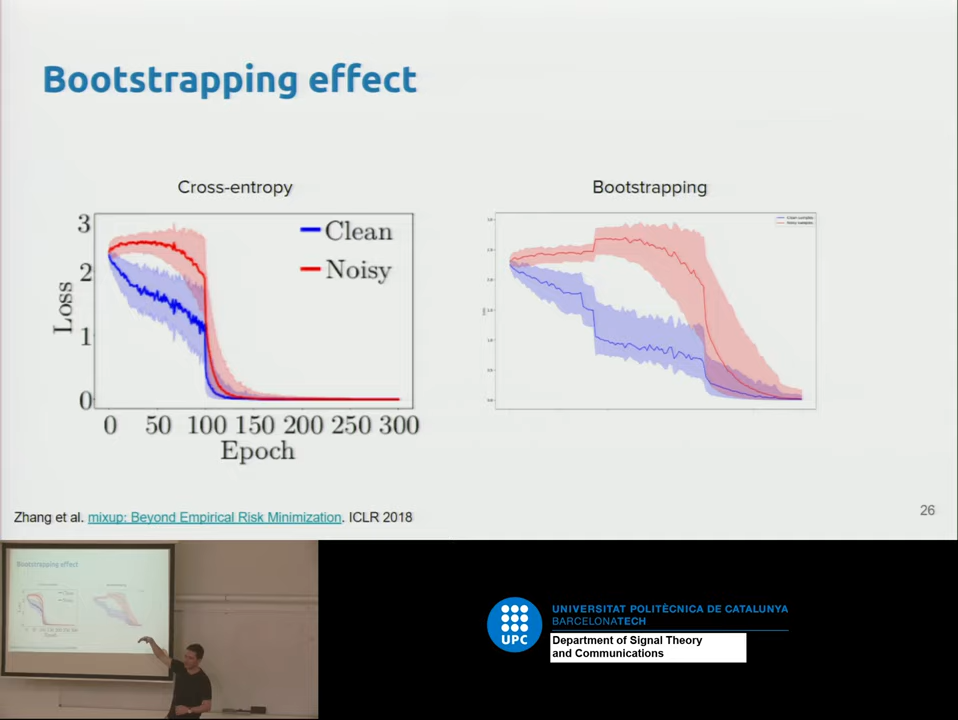 Bootstrapping effect
Cross-entropy
Bootstrapping
3
2
1
0
Loss
Clean
Noisy
0 50 100 150 200 250 300
Epoch
Zhang et al. mixup: Beyond Empirical Risk Minimization. ICLR 2018
26
Bootstrapping effect
UPC
UNIVERSITAT POLITÈCNICA DE CATALUNYA
BARCELONATECH
Department of Signal Theory
and Communications